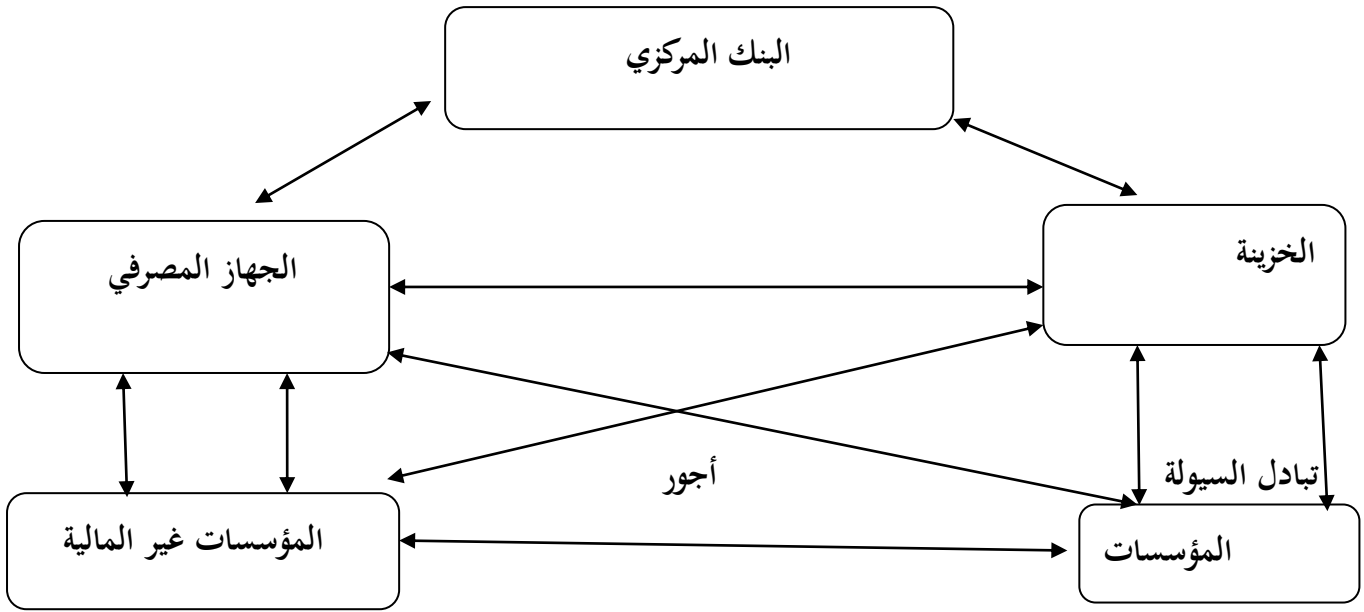 البنك المركزي
الخزينة
الجهاز المصرفي
تبادل السيولة
أجور
المؤسسات
المؤسسات غير المالية